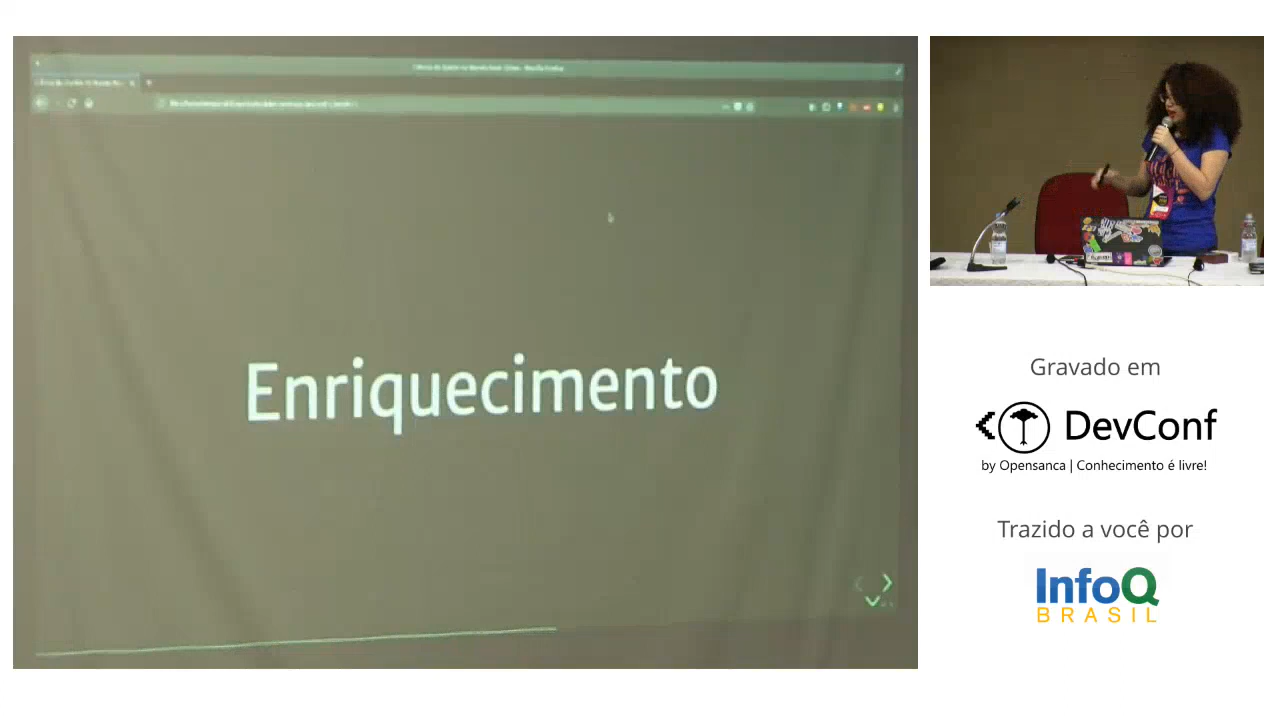 Enriquecimento
Gravado em
DevConf
by Opensanca | Conhecimento é livre!
Trazido a você por
InfoQ
BRASIL